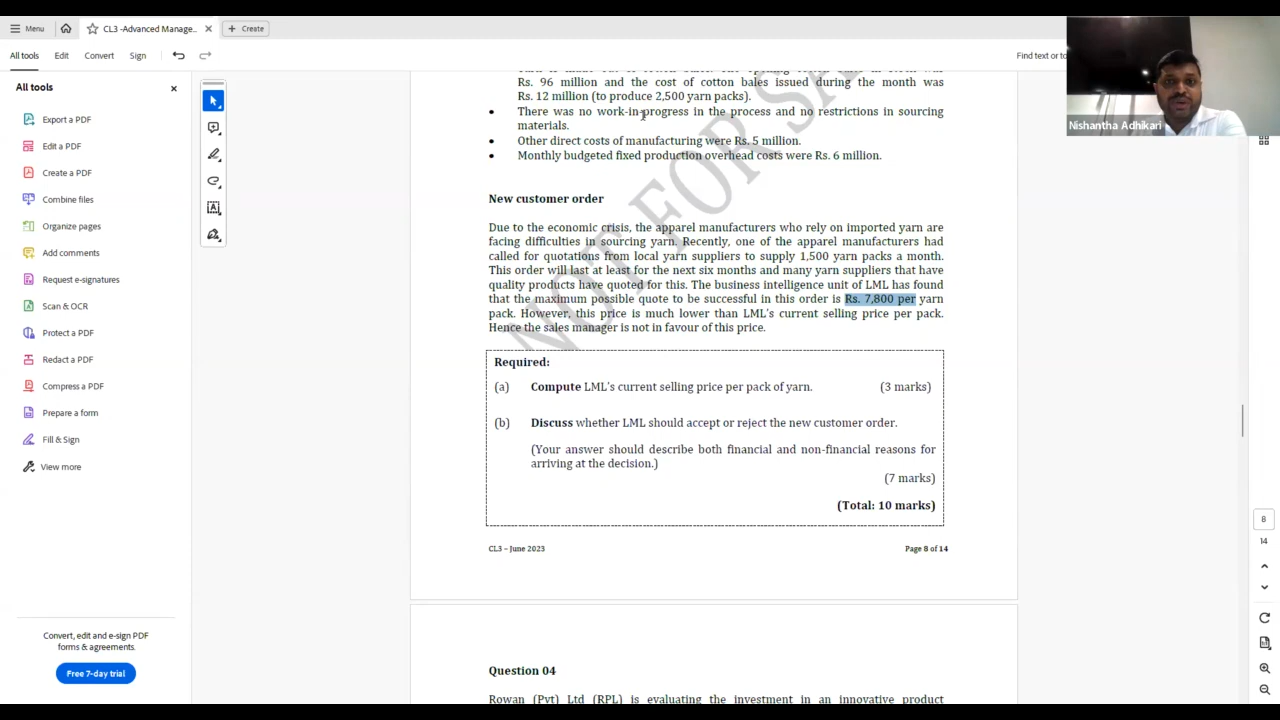 Menu
CL3 -Advanced Manage...
Create
All tools
Edit
Convert
Sign
Find text or to
All tools
Export a PDF
Edit a PDF
Create a PDF
Combine files
Organize pages
Add comments
Request e-signatures
Scan & OCR
Protect a PDF
Redact a PDF
Compress a PDF
Prepare a form
Fill & Sign
View more
Convert, edit and e-sign PDF
forms & agreements.
Free 7-day trial
Nishantha Adhikari
Rs. 96 million and the cost of cotton bales issued during the month was
Rs. 12 million (to produce 2,500 yarn packs).
• There was no work-in-progress in the process and no restrictions in sourcing
materials.
• Other direct costs of manufacturing were Rs. 5 million.
• Monthly budgeted fixed production overhead costs were Rs. 6 million.
New customer order
Due to the economic crisis, the apparel manufacturers who rely on imported yarn are
facing difficulties in sourcing yarn. Recently, one of the apparel manufacturers had
called for quotations from local yarn suppliers to supply 1,500 yarn packs a month.
This order will last at least for the next six months and many yarn suppliers that have
quality products have quoted for this. The business intelligence unit of LML has found
that the maximum possible quote to be successful in this order is Rs. 7,800 per yarn
pack. However, this price is much lower than LML's current selling price per pack.
Hence the sales manager is not in favour of this price.
NOT FOR SA
Required:
(a) Compute LML's current selling price per pack of yarn. (3 marks)
(b) Discuss whether LML should accept or reject the new customer order.
(Your answer should describe both financial and non-financial reasons for
arriving at the decision.)
(7 marks)
(Total: 10 marks)
CL3 – June 2023 Page 8 of 14
Question 04
Rowan (Pvt) Ltd (RPL) is evaluating the investment in an innovative product
8
14